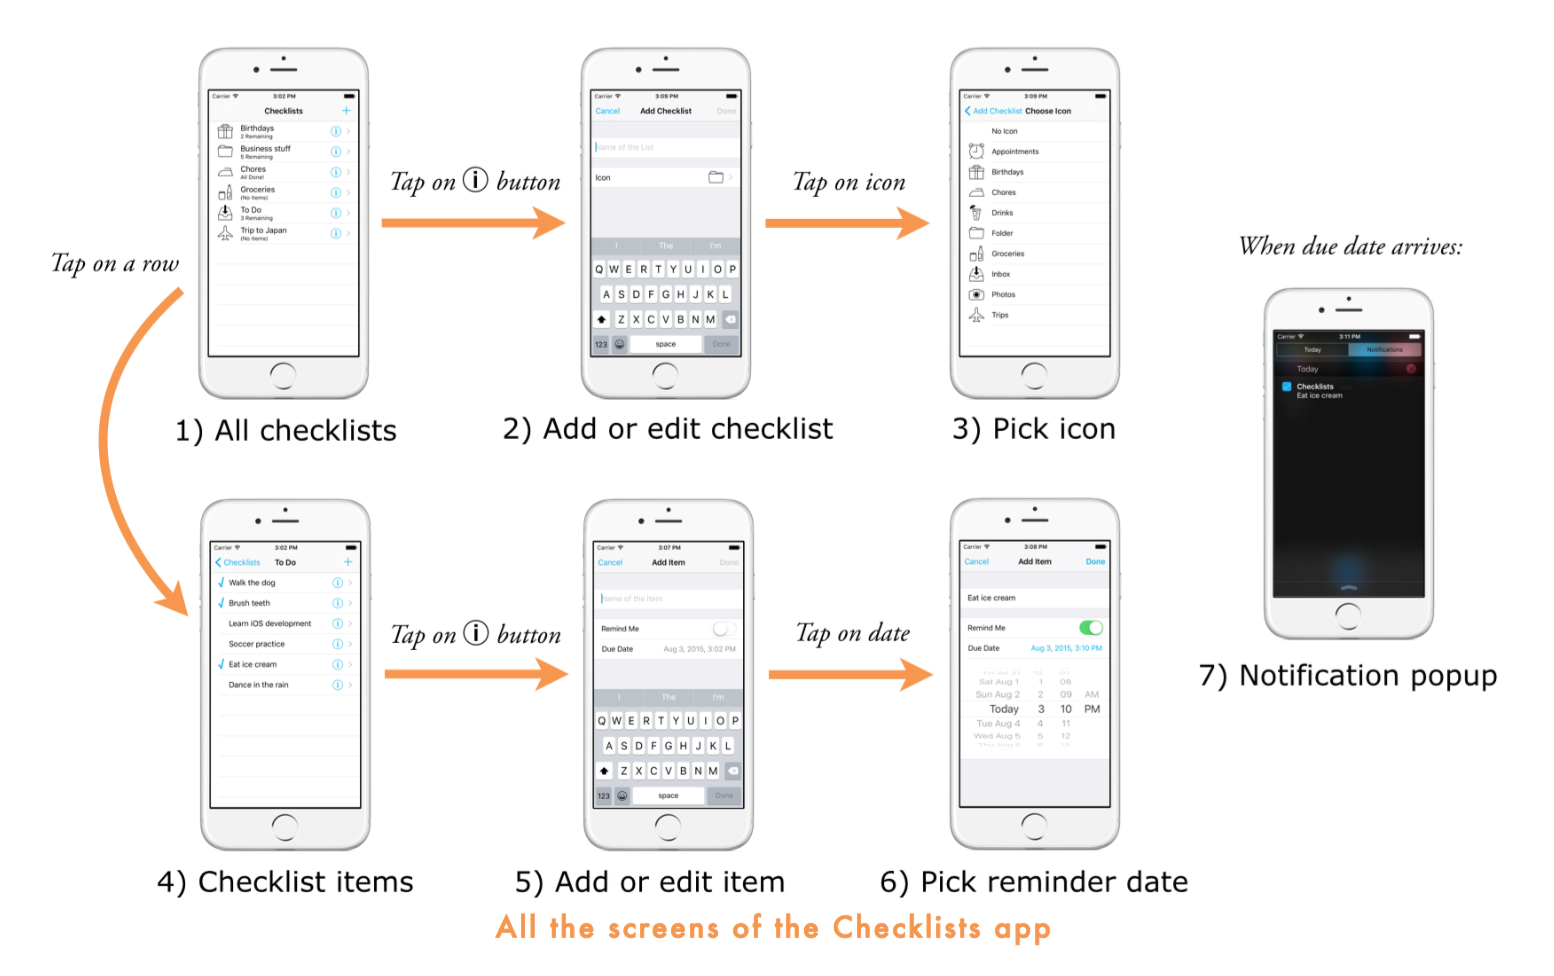 Carrier 3:02 PM
Checklists +
Birthdays
2 Remaining
Business stuff
5 Remaining
Chores
All Done!
Groceries
(No Items)
To Do
3 Remaining
Trip to Japan
(No Items)
1) All checklists
Tap on i button
Carrier 3:09 PM
Cancel Add Checklist Done
Name of the List
Icon
I The I'm
Q W E R T Y U I O P
A S D F G H J K L
Z X C V B N M
123 space Done
2) Add or edit checklist
Tap on icon
Carrier 3:09 PM
Add Checklist Choose Icon
No Icon
Appointments
Birthdays
Chores
Drinks
Folder
Groceries
Inbox
Photos
Trips
3) Pick icon
Tap on a row
Carrier 3:02 PM
Checklists To Do +
Walk the dog
Brush teeth
Learn iOS development
Soccer practice
Eat ice cream
Dance in the rain
4) Checklist items
Tap on i button
Carrier 3:07 PM
Cancel Add Item Done
Name of the Item
Remind Me
Due Date Aug 3, 2015, 3:02 PM
I The I'm
Q W E R T Y U I O P
A S D F G H J K L
Z X C V B N M
123 space Done
5) Add or edit item
Tap on date
Carrier 3:08 PM
Cancel Add Item Done
Eat ice cream
Remind Me
Due Date Aug 3, 2015, 3:10 PM
Sat Aug 1 1 08
Sun Aug 2 2 09 AM
Today 3 10 PM
Tue Aug 4 4 11
Wed Aug 5 5 12
6) Pick reminder date
When due date arrives:
Carrier 3:11 PM
Today Notifications
Today
Checklists
Eat ice cream
7) Notification popup
All the screens of the Checklists app